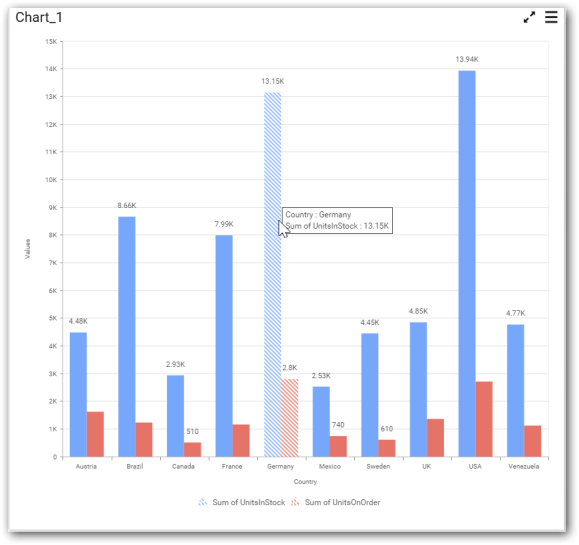 Chart_1
15K
14K
13.94K
13.15K
13K
12K
11K
10K
9K
8.66K
Country : Germany
Sum of UnitsInStock : 13.15K
8K
7.99K
Values
7K
6K
5K
4.48K
4.45K
4.85K
4.77K
4K
3K
2.93K
2.8K
2.53K
2K
1K
510
740
610
0
Austria Brazil Canada France Germany Mexico Sweden UK USA Venezuela
Country
Sum of UnitsInStock Sum of UnitsOnOrder